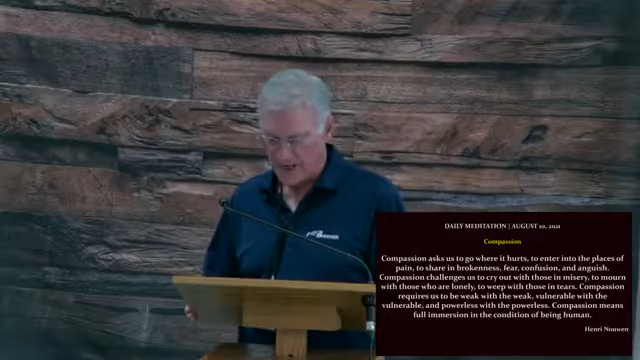 DAILY MEDITATION | AUGUST 10, 2021
Compassion
Compassion asks us to go where it hurts, to enter into the places of
pain, to share in brokenness, fear, confusion, and anguish.
Compassion challenges us to cry out with those in misery, to mourn
with those who are lonely, to weep with those in tears. Compassion
requires us to be weak with the weak, vulnerable with the
vulnerable, and powerless with the powerless. Compassion means
full immersion in the condition of being human.
Henri Nouwen